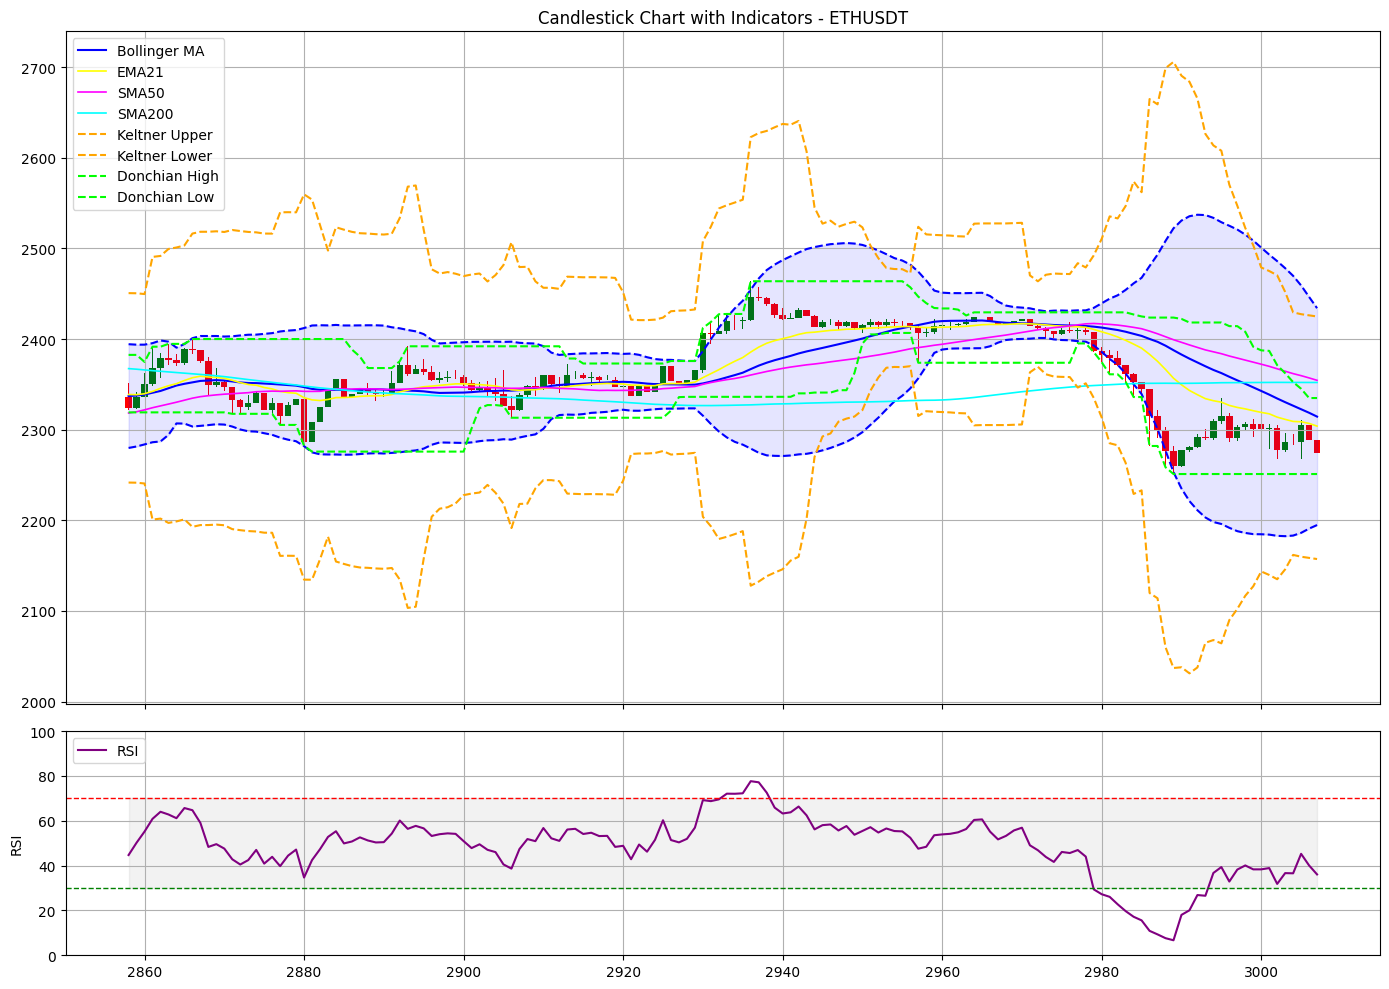 Candlestick Chart with Indicators - ETHUSDT
Bollinger MA
EMA21
SMA50
SMA200
Keltner Upper
Keltner Lower
Donchian High
Donchian Low
2700
2600
2500
2400
2300
2200
2100
2000
RSI
100
80
60
40
20
0
RSI
2860 2880 2900 2920 2940 2960 2980 3000